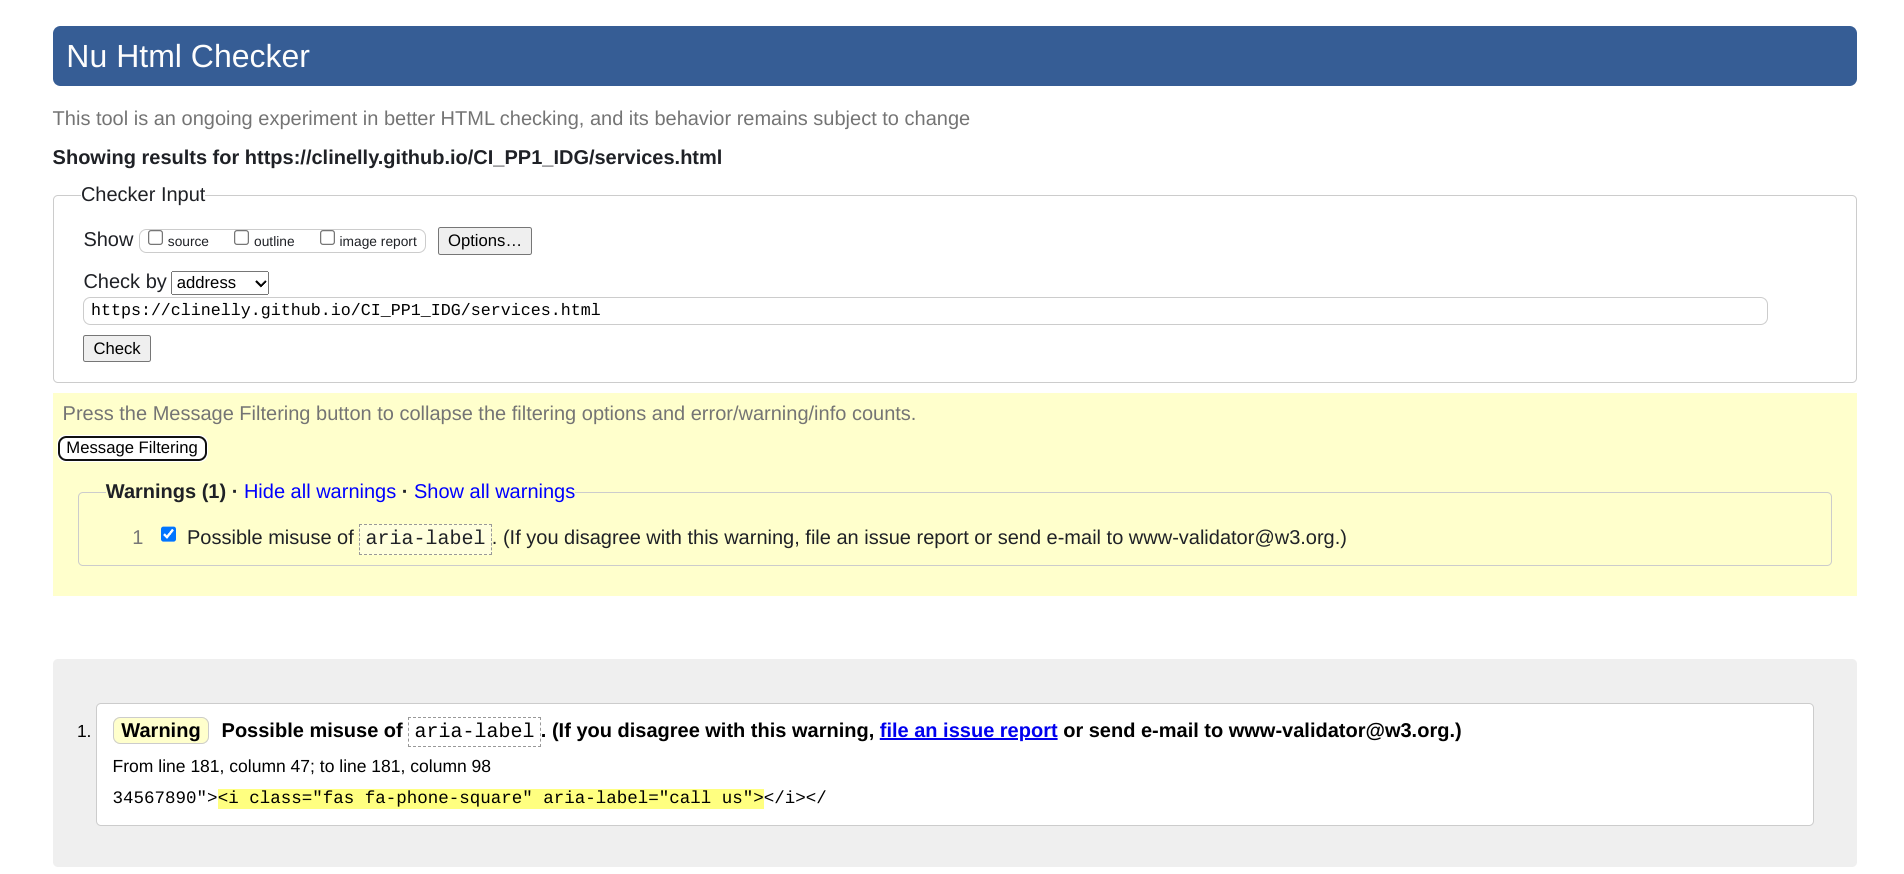 Nu Html Checker
This tool is an ongoing experiment in better HTML checking, and its behavior remains subject to change
Showing results for https://clinelly.github.io/CI_PP1_IDG/services.html
Checker Input
Show source outline image report Options...
Check by address
https://clinelly.github.io/CI_PP1_IDG/services.html
Check
Press the Message Filtering button to collapse the filtering options and error/warning/info counts.
Message Filtering
Warnings (1) · Hide all warnings · Show all warnings
1 Possible misuse of aria-label. (If you disagree with this warning, file an issue report or send e-mail to www-validator@w3.org.)
1. Warning Possible misuse of aria-label. (If you disagree with this warning, file an issue report or send e-mail to www-validator@w3.org.)
From line 181, column 47; to line 181, column 98
34567890"><i class="fas fa-phone-square" aria-label="call us"></i></